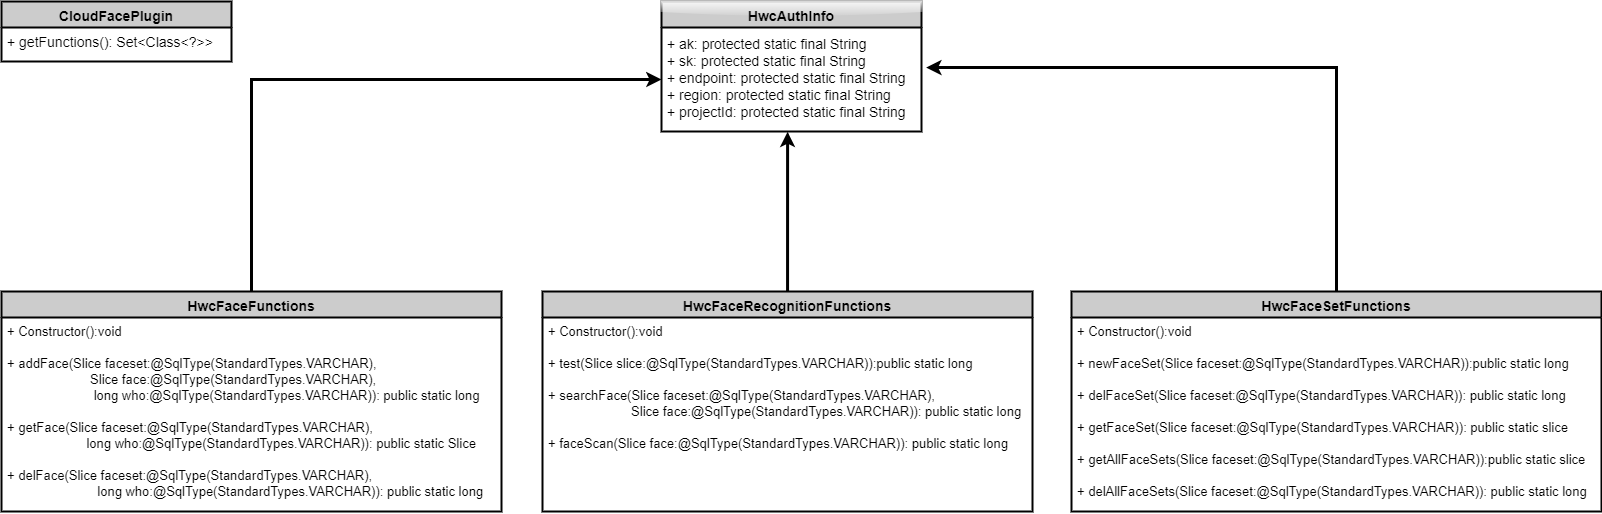 CloudFacePlugin
+ getFunctions(): Set<Class<?>>
HwcAuthInfo
+ ak: protected static final String
+ sk: protected static final String
+ endpoint: protected static final String
+ region: protected static final String
+ projectId: protected static final String
HwcFaceFunctions
+ Constructor():void
+ addFace(Slice faceset:@SqlType(StandardTypes.VARCHAR),
Slice face:@SqlType(StandardTypes.VARCHAR),
long who:@SqlType(StandardTypes.VARCHAR)): public static long
+ getFace(Slice faceset:@SqlType(StandardTypes.VARCHAR),
long who:@SqlType(StandardTypes.VARCHAR)): public static Slice
+ delFace(Slice faceset:@SqlType(StandardTypes.VARCHAR),
long who:@SqlType(StandardTypes.VARCHAR)): public static long
HwcFaceRecognitionFunctions
+ Constructor():void
+ test(Slice slice:@SqlType(StandardTypes.VARCHAR)):public static long
+ searchFace(Slice faceset:@SqlType(StandardTypes.VARCHAR),
Slice face:@SqlType(StandardTypes.VARCHAR)): public static long
+ faceScan(Slice face:@SqlType(StandardTypes.VARCHAR)): public static long
HwcFaceSetFunctions
+ Constructor():void
+ newFaceSet(Slice faceset:@SqlType(StandardTypes.VARCHAR)):public static long
+ delFaceSet(Slice faceset:@SqlType(StandardTypes.VARCHAR)): public static long
+ getFaceSet(Slice faceset:@SqlType(StandardTypes.VARCHAR)): public static slice
+ getAllFaceSets(Slice faceset:@SqlType(StandardTypes.VARCHAR)):public static slice
+ delAllFaceSets(Slice faceset:@SqlType(StandardTypes.VARCHAR)): public static long